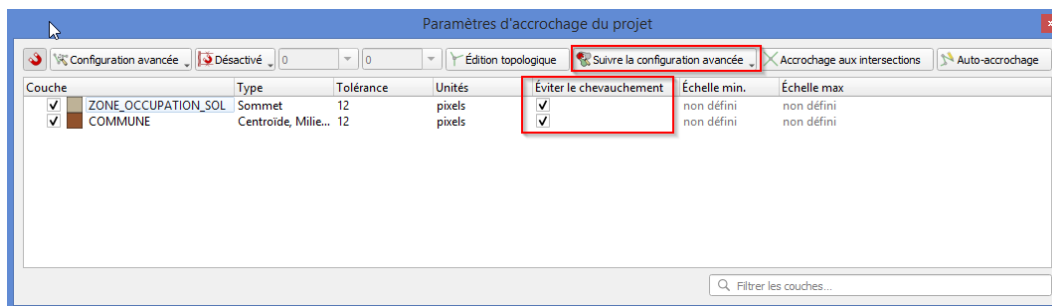 Paramètres d'accrochage du projet
Configuration avancée Désactivé 0 0 Édition topologique Suivre la configuration avancée Accrochage aux intersections Auto-accrochage
Couche Type Tolérance Unités Éviter le chevauchement Échelle min. Échelle max
ZONE_OCCUPATION_SOL Sommet 12 pixels non défini non défini
COMMUNE Centroïde, Milie... 12 pixels non défini non défini
Filtrer les couches...